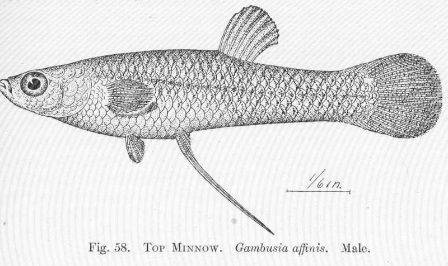 1/6 in.
Fig. 58. Top Minnow. Gambusia affinis. Male.